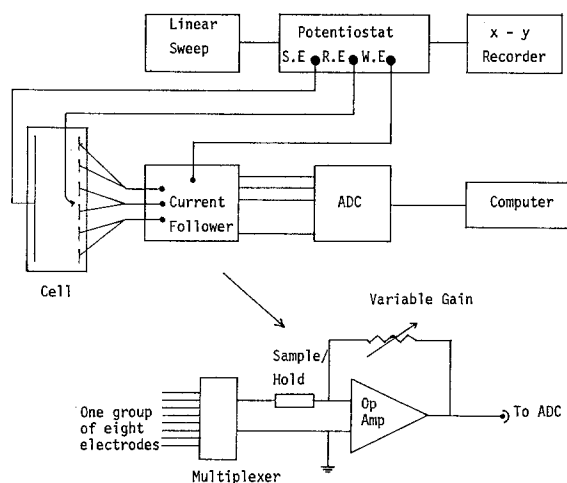 Linear
Sweep
Potentiostat
S.E R.E W.E
x - y
Recorder
Current
Follower
ADC
Computer
Cell
Variable Gain
Sample/
Hold
Op
Amp
To ADC
One group
of eight
electrodes
Multiplexer